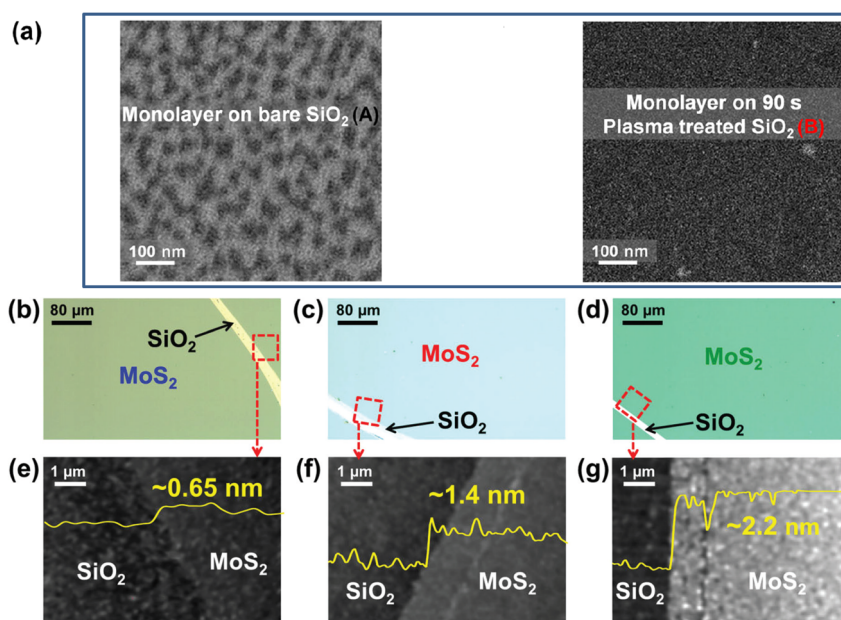 (a)
Monolayer on bare SiO₂ (A)
100 nm
Monolayer on 90 s
Plasma treated SiO₂ (B)
100 nm
(b)
80 µm
SiO₂
MoS₂
(c)
80 µm
MoS₂
SiO₂
(d)
80 µm
MoS₂
SiO₂
(e)
1 µm
~0.65 nm
SiO₂
MoS₂
(f)
1 µm
~1.4 nm
SiO₂
MoS₂
(g)
1 µm
~2.2 nm
SiO₂
MoS₂